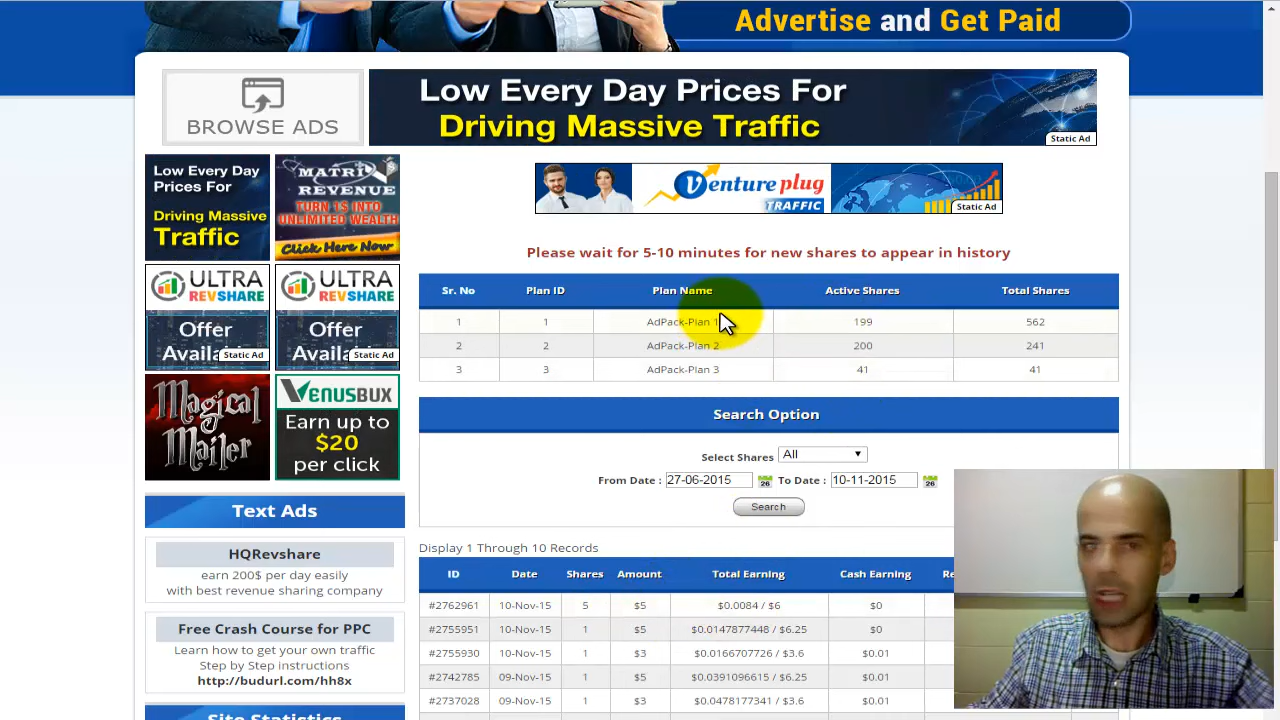 Advertise and Get Paid
BROWSE ADS
Low Every Day Prices For
Driving Massive Traffic
Static Ad
Low Every Day
Prices For
Driving Massive
Traffic
MATRIX
REVENUE
TURN 1$ INTO
UNLIMITED WEALTH
Click Here Now
Venture plug
TRAFFIC
Static Ad
Please wait for 5-10 minutes for new shares to appear in history
Sr. No Plan ID Plan Name Active Shares Total Shares
1 1 AdPack-Plan 1 199 562
2 2 AdPack-Plan 2 200 241
3 3 AdPack-Plan 3 41 41
ULTRA
REVSHARE
Offer
Static Ad
ULTRA
REVSHARE
Offer
Static Ad
Magical
Mailer
VENUSBUX
Earn up to
$20
per click
Search Option
Select Shares All
From Date : 27-06-2015 26 To Date : 10-11-2015 26
Search
Text Ads
HQRevshare
earn 200$ per day easily
with best revenue sharing company
Free Crash Course for PPC
Learn how to get your own traffic
Step by Step instructions
http://budurl.com/hh8x
Display 1 Through 10 Records
ID Date Shares Amount Total Earning Cash Earning
#2762961 10-Nov-15 5 $5 $0.0084 / $6 $0
#2755951 10-Nov-15 1 $5 $0.0147877448 / $6.25 $0
#2755930 10-Nov-15 1 $3 $0.0166707726 / $3.6 $0.01
#2742785 09-Nov-15 1 $5 $0.0391096615 / $6.25 $0.01
#2737028 09-Nov-15 1 $3 $0.0478177341 / $3.6 $0.01
Site Statistics